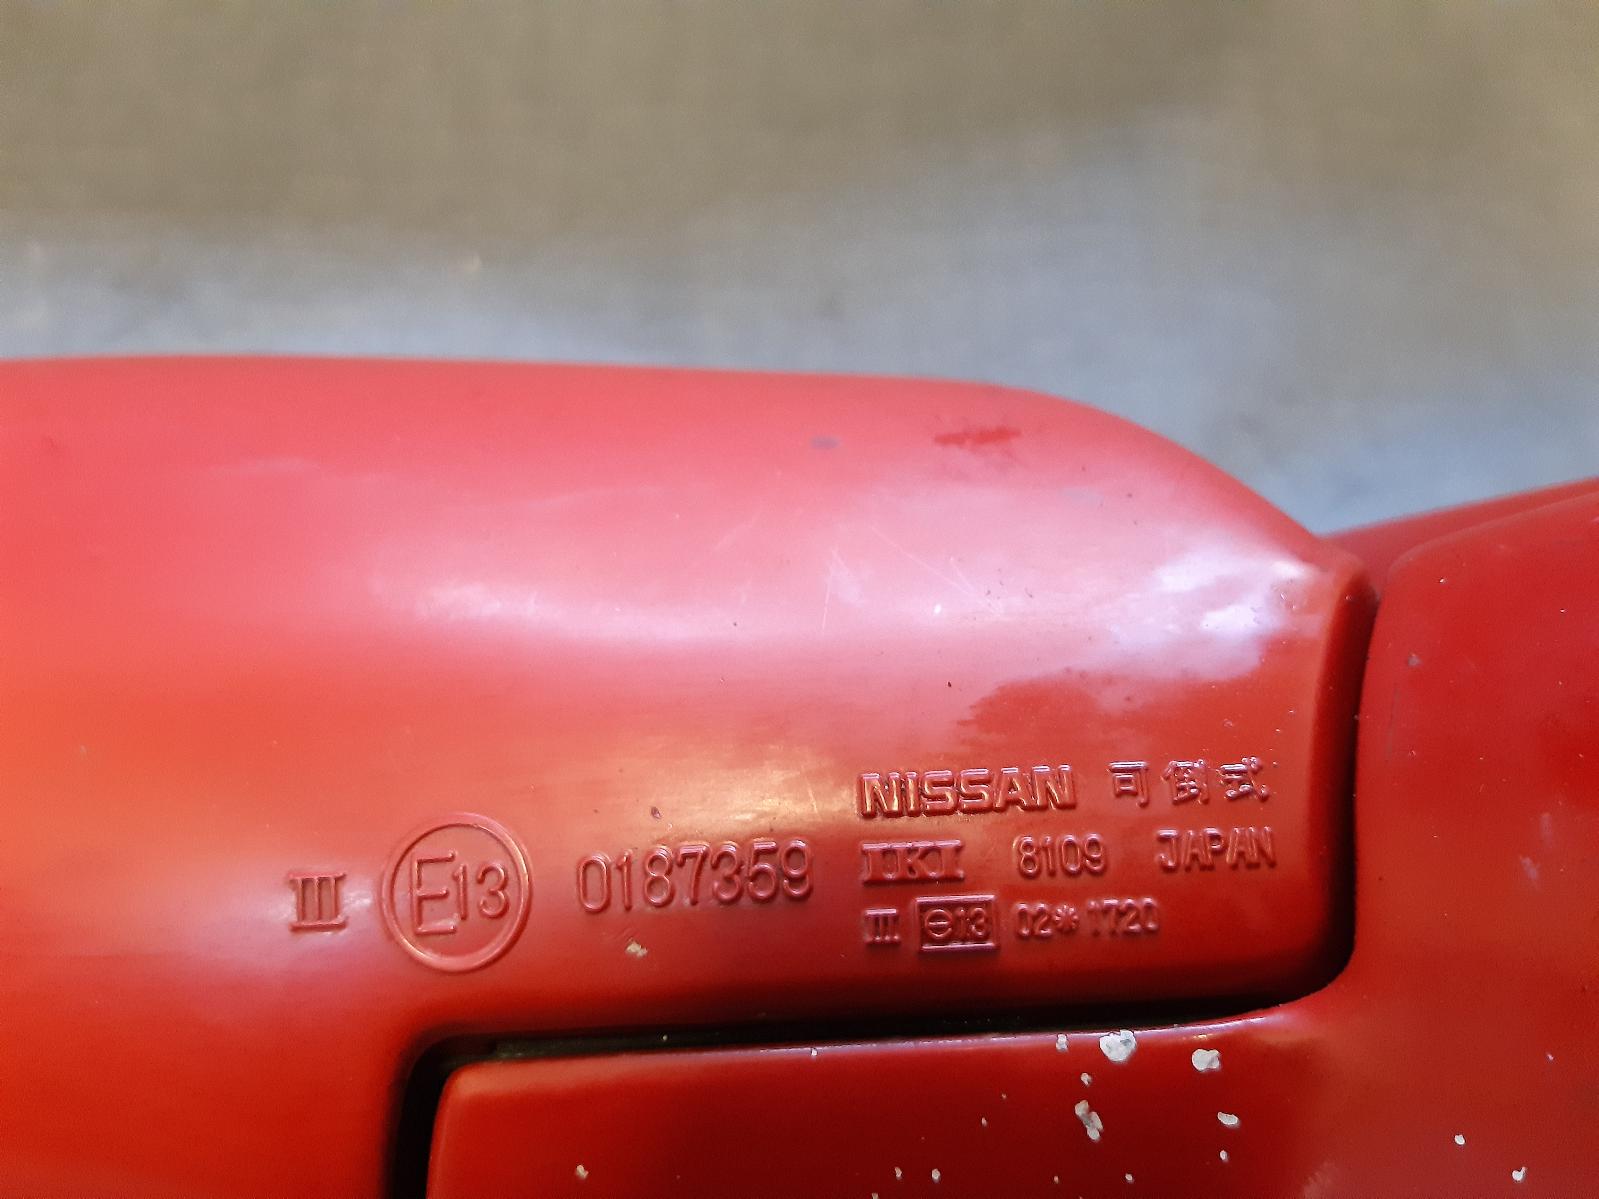 NISSAN 可倒式
III E13 0187359 IKI 8109 JAPAN
III e13 02*1720